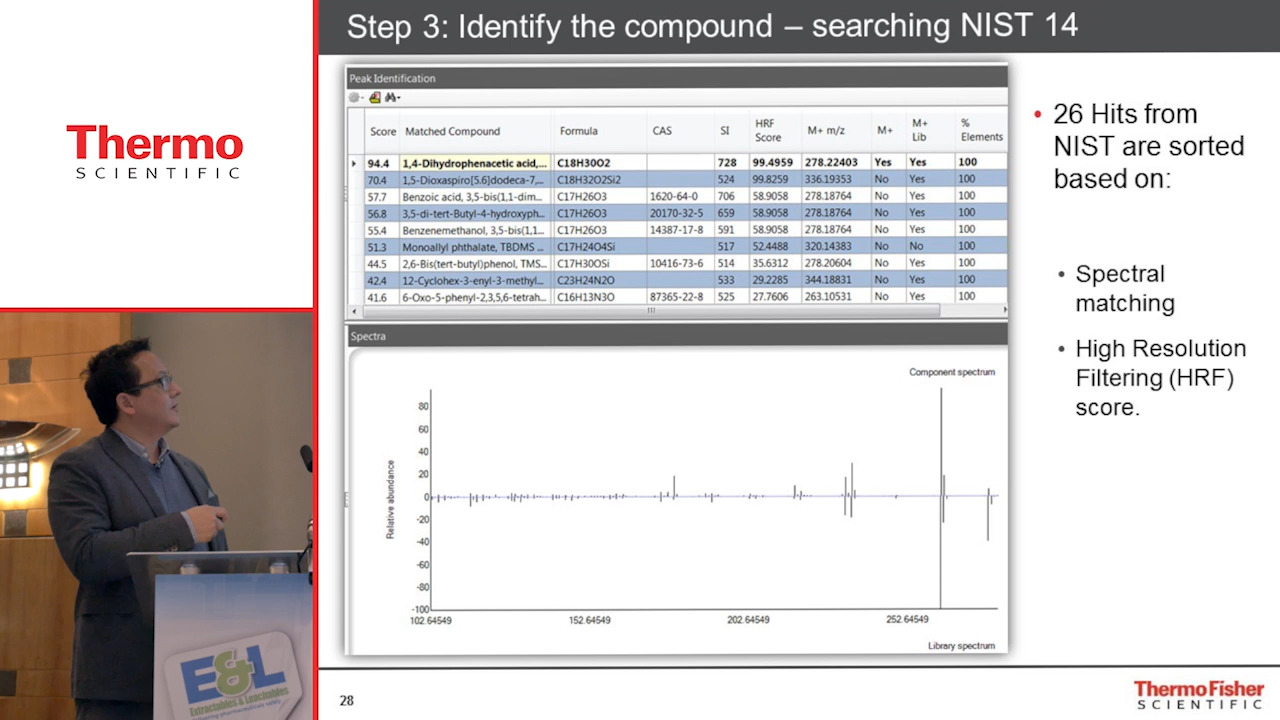 Thermo
SCIENTIFIC
Step 3: Identify the compound – searching NIST 14
Peak Identification
Score Matched Compound Formula CAS SI HRF Score M+ m/z M+ M+ Lib % Elements
94.4 1,4-Dihydrophenacetic acid,... C18H30O2 728 99.4959 278.22403 Yes Yes 100
70.4 1,5-Dioxaspiro[5.6]dodeca-7,... C18H32O2Si2 524 99.8259 336.19353 No Yes 100
57.7 Benzoic acid, 3,5-bis(1,1-dim... C17H26O3 1620-64-0 706 58.9058 278.18764 No Yes 100
56.8 3,5-di-tert-Butyl-4-hydroxyph... C17H26O3 20170-32-5 659 58.9058 278.18764 No Yes 100
55.4 Benzenemethanol, 3,5-bis(1,1... C17H26O3 14387-17-8 591 58.9058 278.18764 No Yes 100
51.3 Monoallyl phthalate, TBDMS ... C17H24O4Si 517 52.4488 320.14383 No No 100
44.5 2,6-Bis(tert-butyl)phenol, TMS... C17H30OSi 10416-73-6 514 35.6312 278.20604 No Yes 100
42.4 12-Cyclohex-3-enyl-3-methyl... C23H24N2O 533 29.2285 344.18831 No Yes 100
41.6 6-Oxo-5-phenyl-2,3,5,6-tetrah... C16H13N3O 87365-22-8 525 27.7606 263.10531 No Yes 100
Spectra
Component spectrum
80
60
40
20
0
-20
-40
-60
-80
-100
Relative abundance
102.64549 152.64549 202.64549 252.64549
Library spectrum
• 26 Hits from
NIST are sorted
based on:
• Spectral
matching
• High Resolution
Filtering (HRF)
score.
E&L
Extractables & Leachables
28
ThermoFisher
SCIENTIFIC